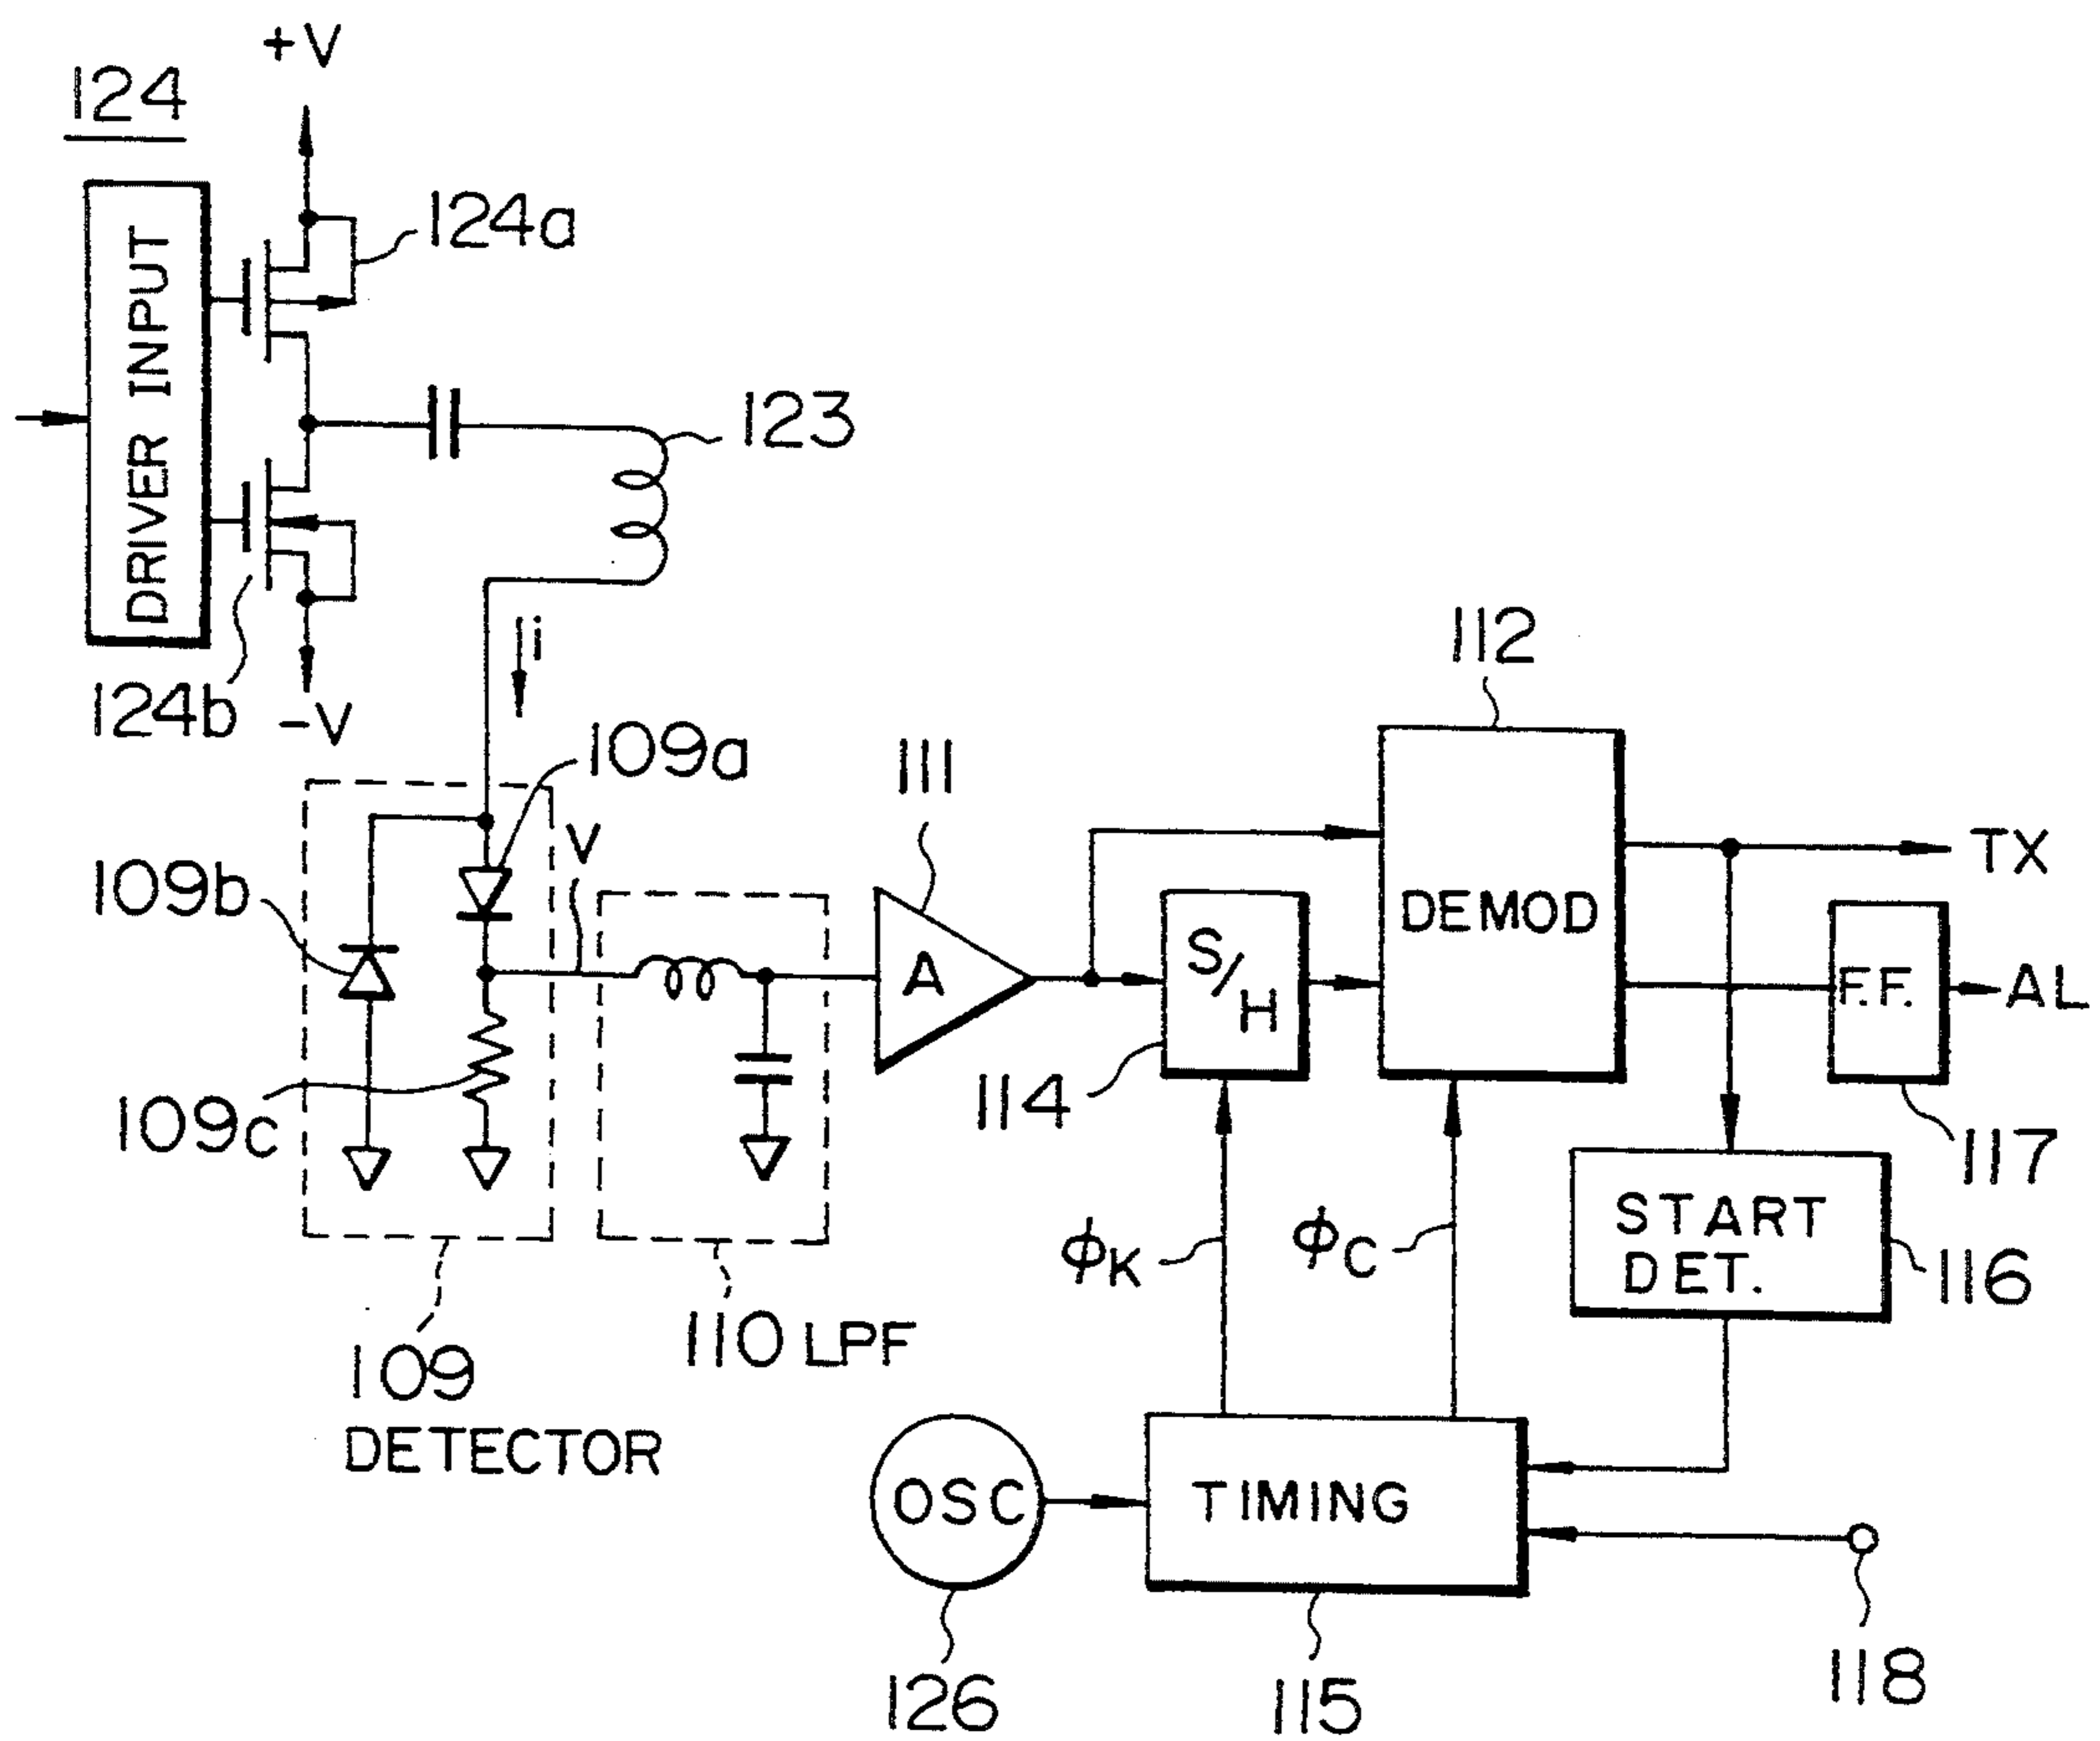 +V
124
124a
DRIVER INPUT
123
124b
-V
i
112
109a
111
V
TX
109b
DEMOD
A
S/H
F.F.
AL
114
109c
117
START
DET.
ϕK
ϕC
116
110 LPF
109
DETECTOR
OSC
TIMING
118
126
115